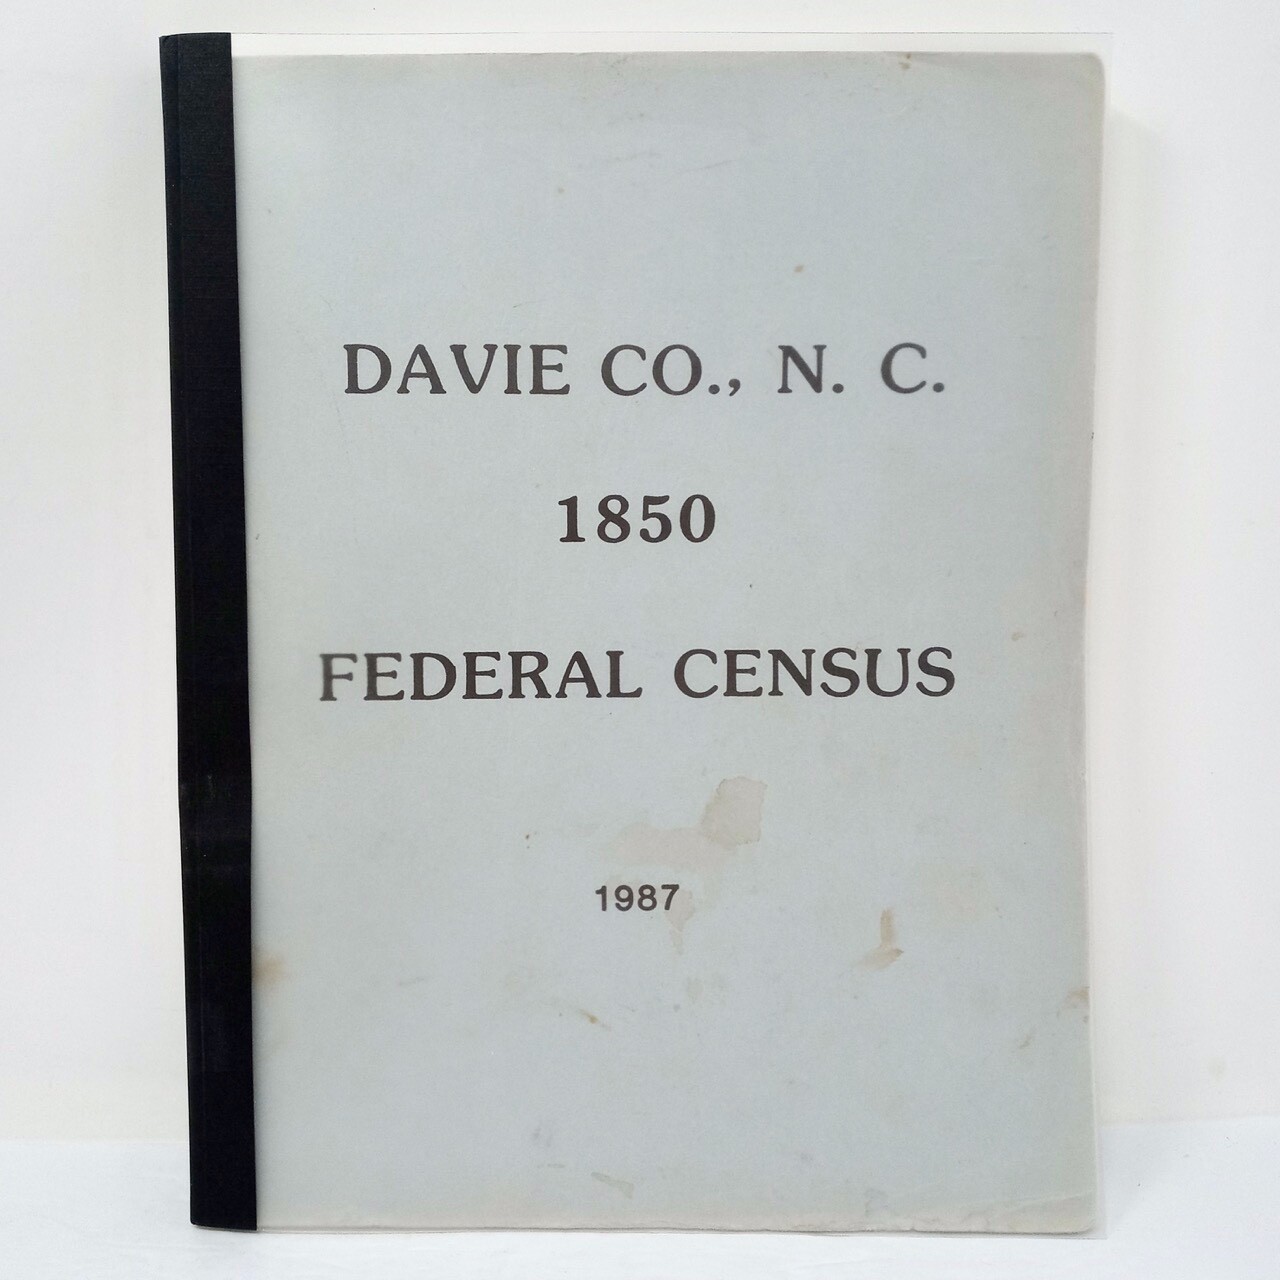 DAVIE CO., N. C.
1850
FEDERAL CENSUS
1987